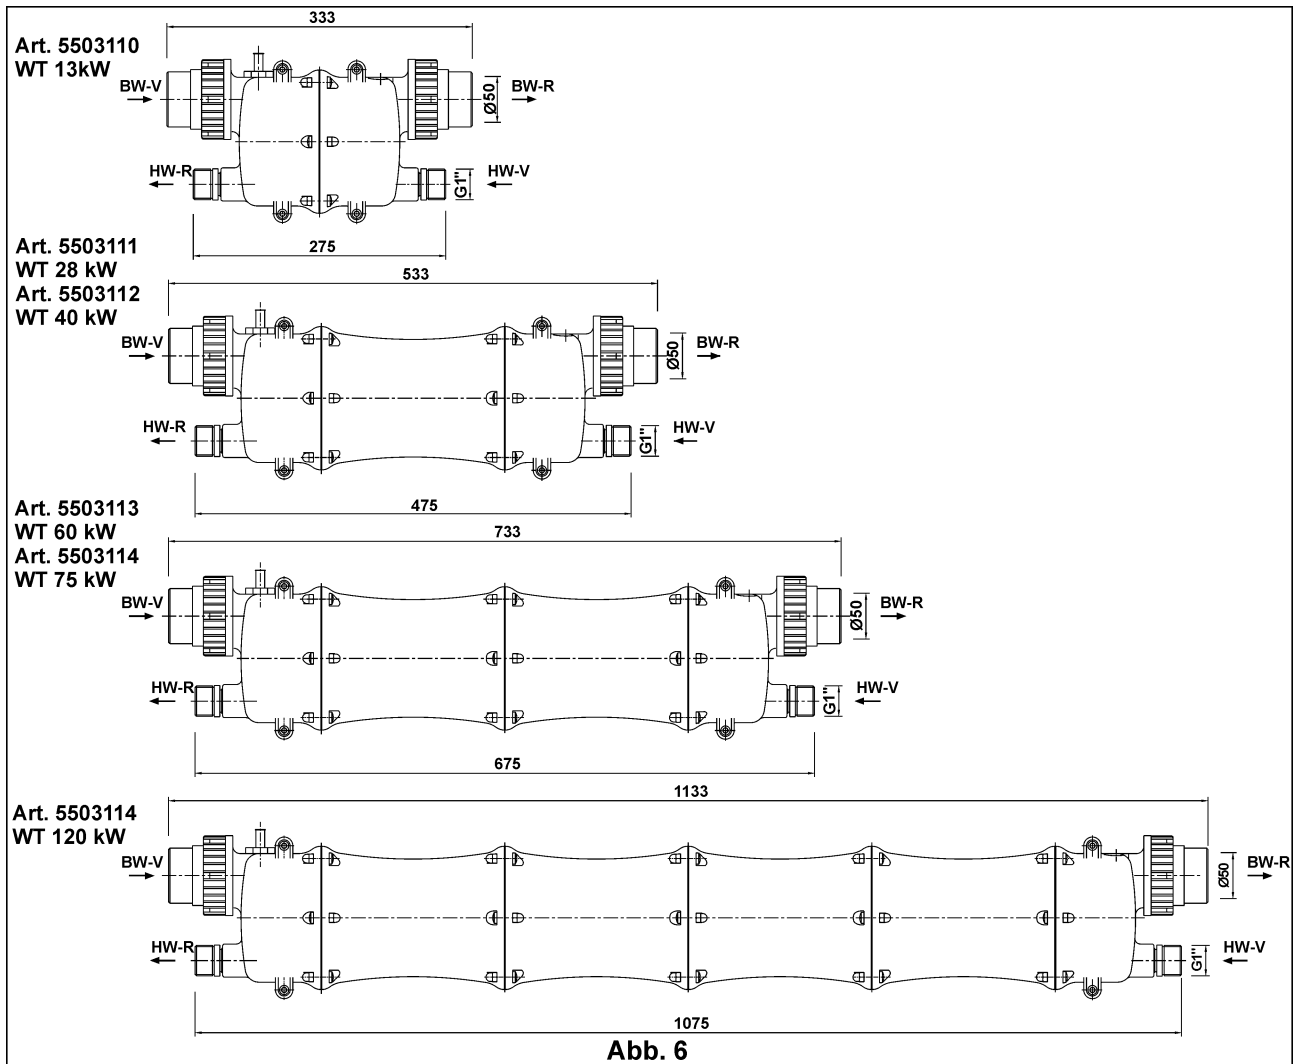 333
Art. 5503110
WT 13kW
BW-V
Ø50
BW-R
HW-R
G1"
HW-V
275
Art. 5503111
WT 28 kW
Art. 5503112
WT 40 kW
533
BW-V
Ø50
BW-R
HW-R
G1"
HW-V
475
Art. 5503113
WT 60 kW
Art. 5503114
WT 75 kW
733
BW-V
Ø50
BW-R
HW-R
G1"
HW-V
675
1133
Art. 5503114
WT 120 kW
BW-V
Ø50
BW-R
HW-R
G1"
HW-V
1075
Abb. 6